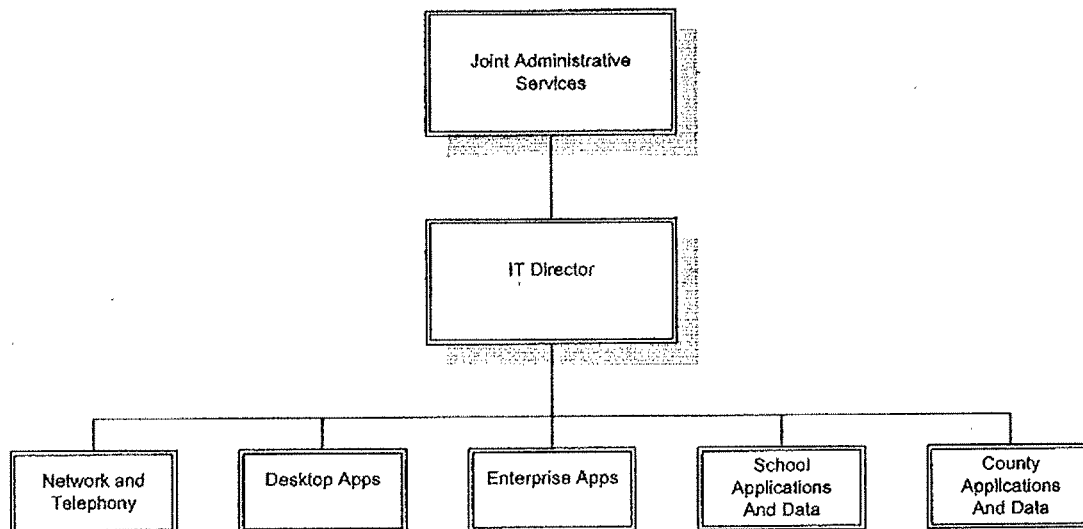 Joint Administrative
Services
IT Director
Network and
Telephony
Desktop Apps
Enterprise Apps
School
Applications
And Data
County
Applications
And Data